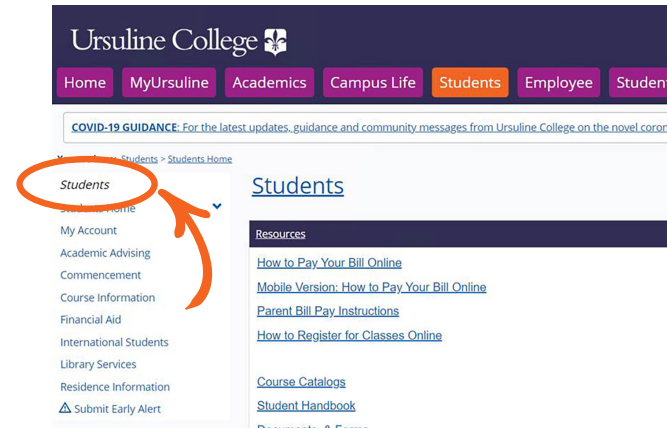 Ursuline College
Home MyUrsuline Academics Campus Life Students Employee Student
COVID-19 GUIDANCE: For the latest updates, guidance and community messages from Ursuline College on the novel coron
Students > Students Home
Students
Students Home
My Account
Academic Advising
Commencement
Course Information
Financial Aid
International Students
Library Services
Residence Information
Submit Early Alert
Students
Resources
How to Pay Your Bill Online
Mobile Version: How to Pay Your Bill Online
Parent Bill Pay Instructions
How to Register for Classes Online
Course Catalogs
Student Handbook